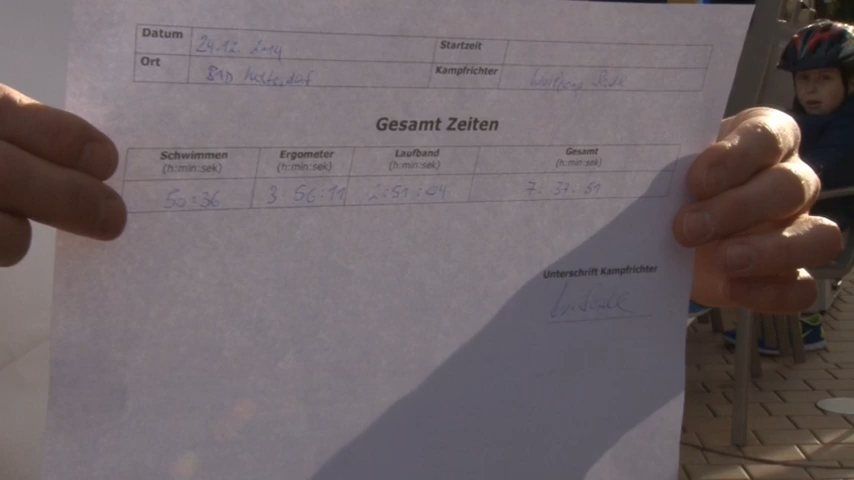 Datum 24.12.2014 Startzeit
Ort BAD Kampfrichter Wolfgang
Gesamt Zeiten
Schwimmen Ergometer Laufband Gesamt
(h:min:sek) (h:min:sek) (h:min:sek) (h:min:sek)
50:36 3:56:11 2:51:04 7:37:51
Unterschrift Kampfrichter